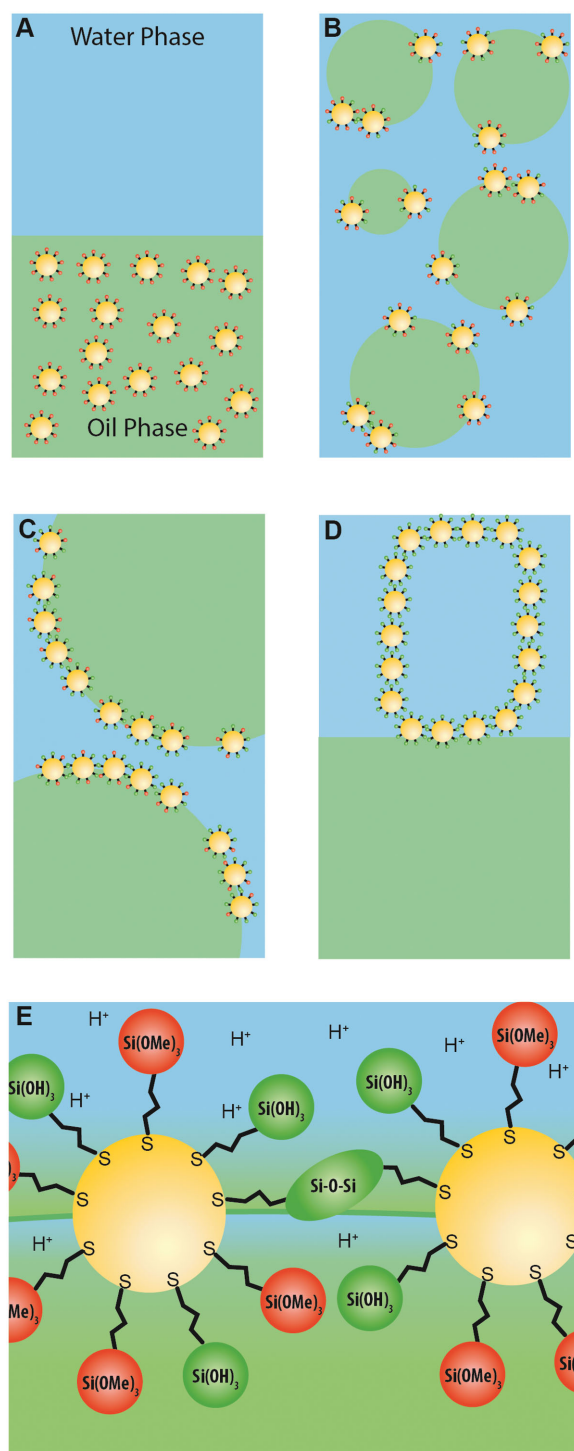 A
Water Phase
Oil Phase
B
C
D
E
H⁺
Si(OMe)₃
H⁺
H⁺
Si(OMe)₃
H⁺
H⁺
Si(OH)₃
H⁺
H⁺
Si(OH)₃
Si(OH)₃
S
S
S
S
S
)₃
S
Si-O-Si
S
S
H⁺
S
S
H⁺
S
S
S
S
S
S
Me)₃
Si(OMe)₃
Si(OH)₃
Si(OMe)₃
Si(OH)₃
Si(OMe)₃
Si(